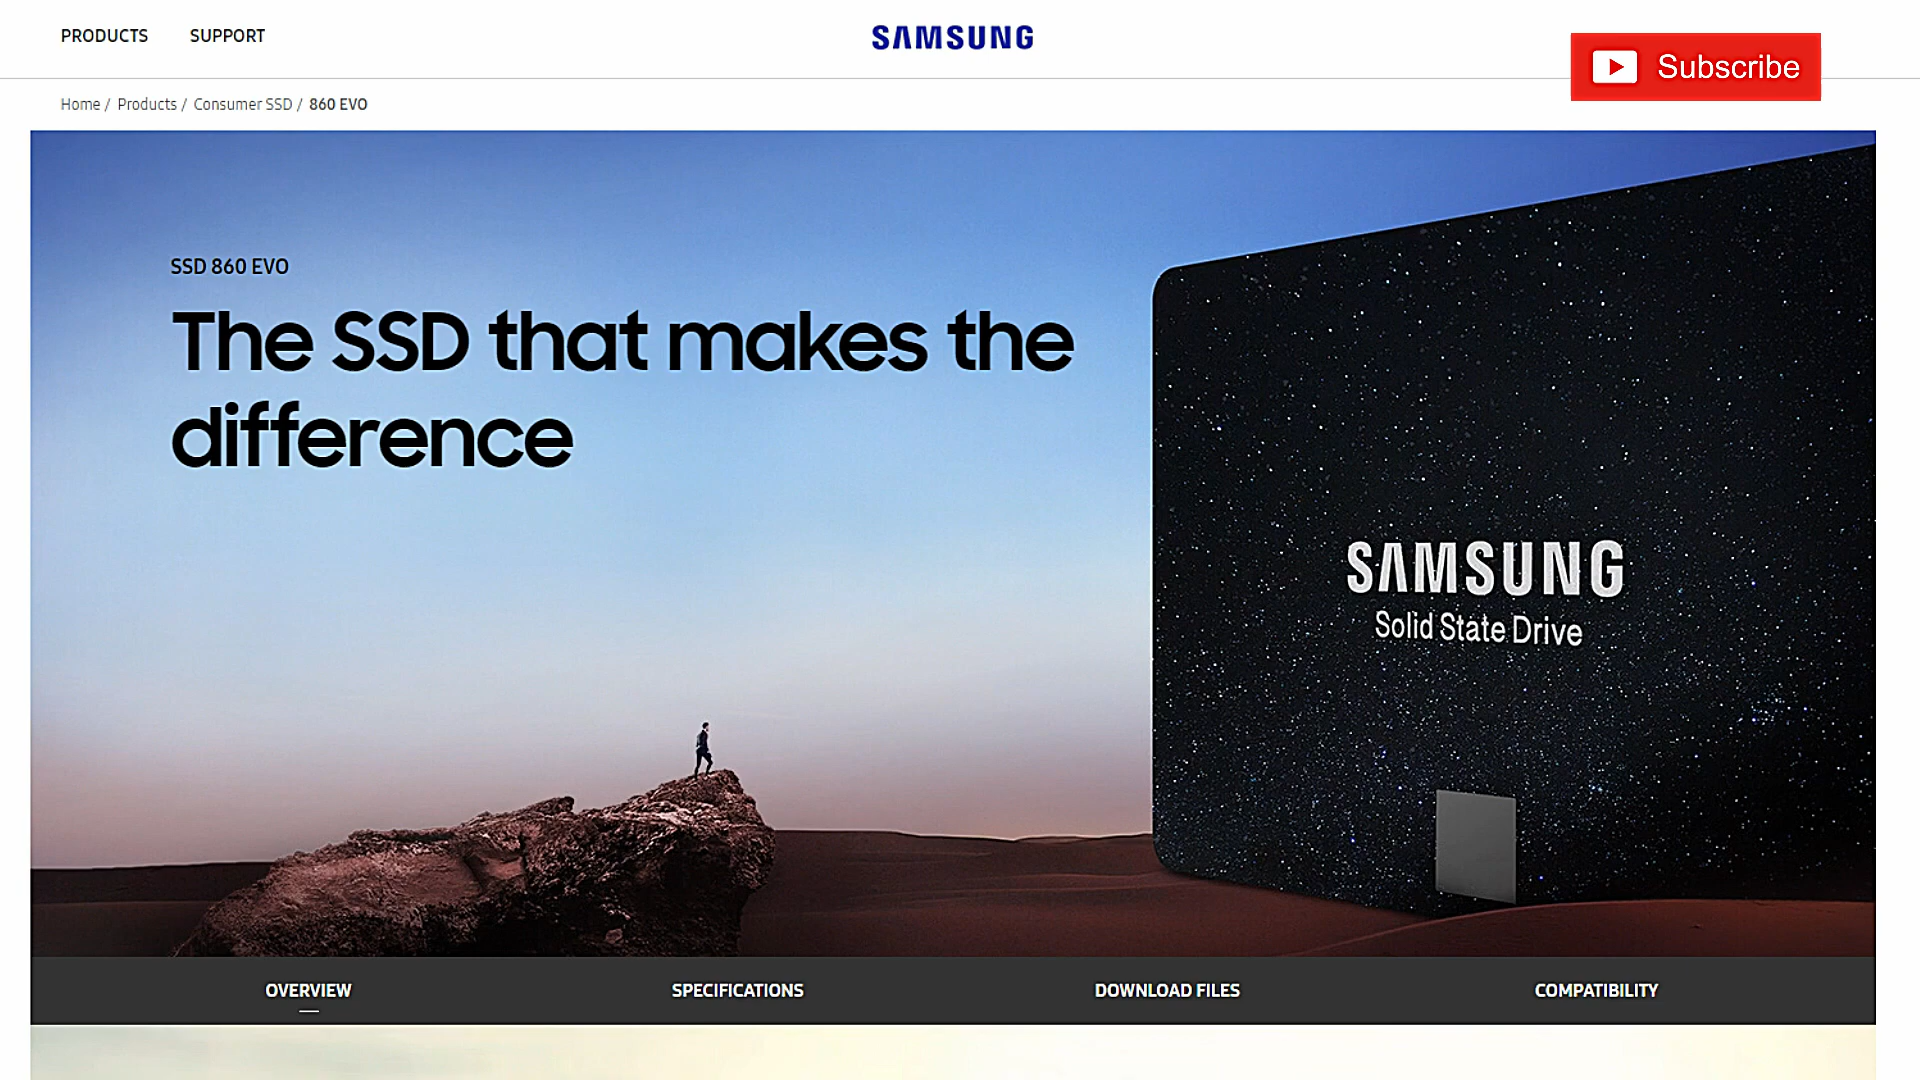 PRODUCTS SUPPORT SAMSUNG
Subscribe
Home / Products / Consumer SSD / 860 EVO
SSD 860 EVO
The SSD that makes the
difference
SAMSUNG
Solid State Drive
OVERVIEW SPECIFICATIONS DOWNLOAD FILES COMPATIBILITY